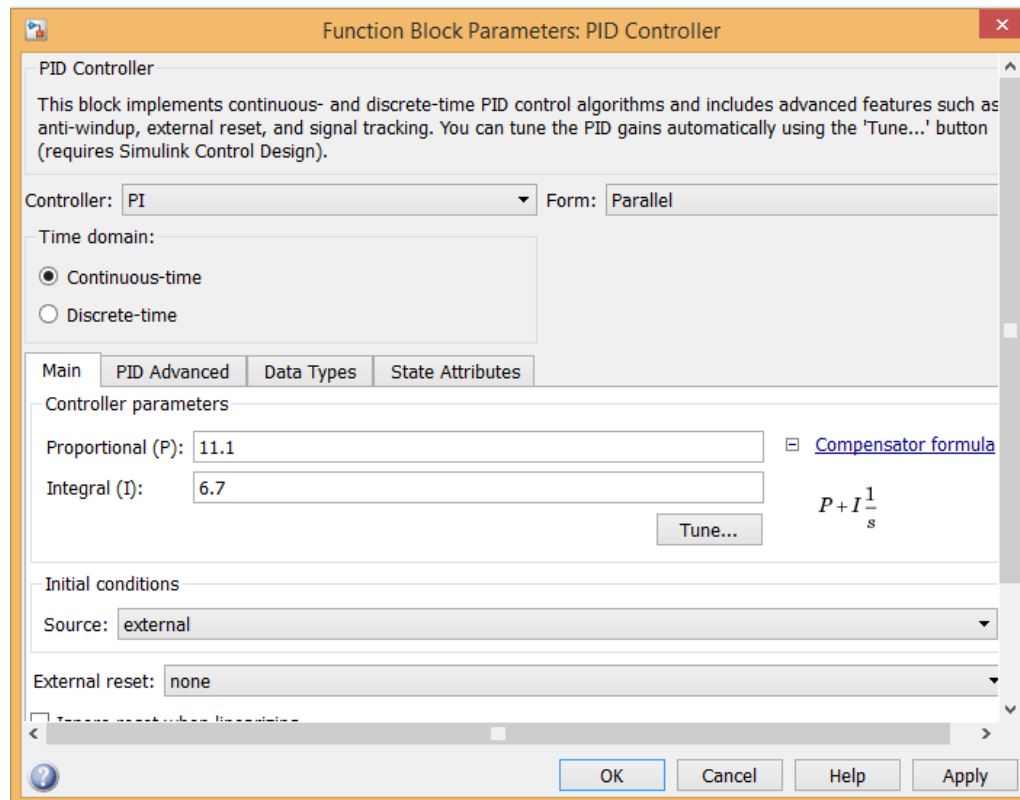 Function Block Parameters: PID Controller
PID Controller
This block implements continuous- and discrete-time PID control algorithms and includes advanced features such as
anti-windup, external reset, and signal tracking. You can tune the PID gains automatically using the 'Tune...' button
(requires Simulink Control Design).
Controller: PI Form: Parallel
Time domain:
Continuous-time
Discrete-time
Main PID Advanced Data Types State Attributes
Controller parameters
Proportional (P): 11.1 Compensator formula
Integral (I): 6.7
P + I 1/s
Tune...
Initial conditions
Source: external
External reset: none
Ignore reset when linearizing
OK Cancel Help Apply